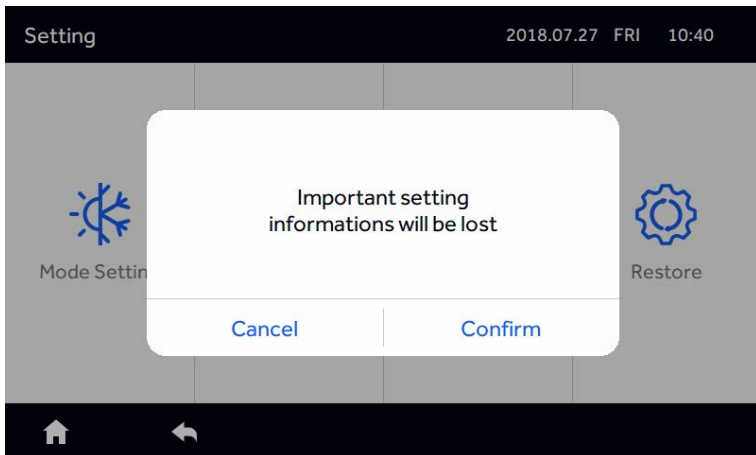 Setting
2018.07.27 FRI 10:40
Important setting
informations will be lost
Mode Settin
Restore
Cancel
Confirm